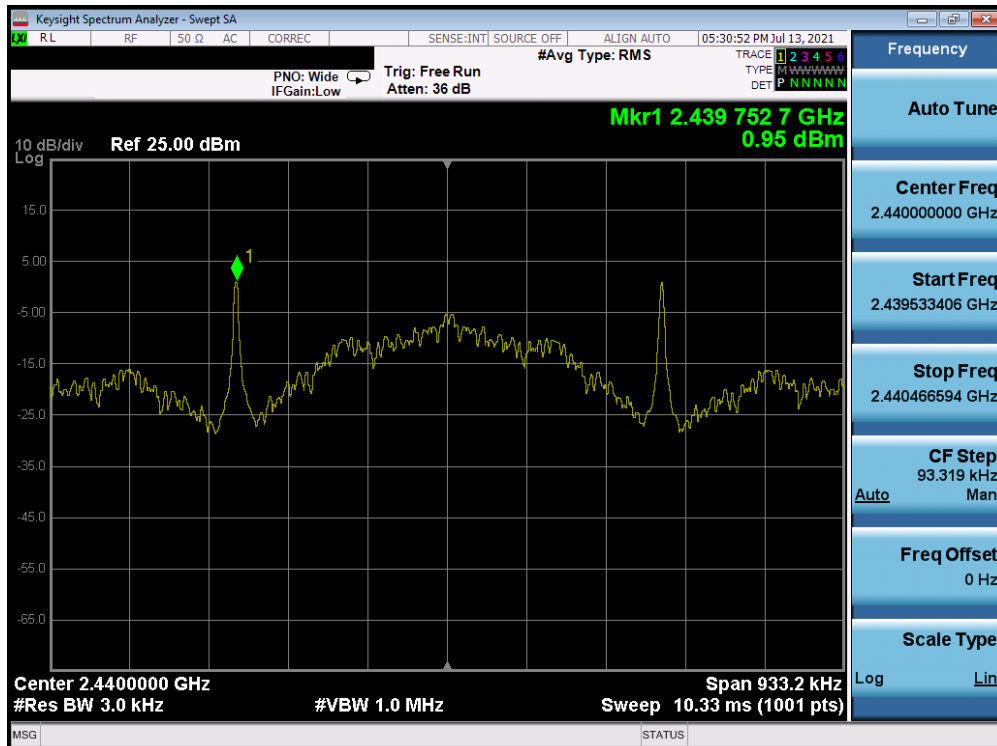 Keysight Spectrum Analyzer - Swept SA
LXI RL RF 50 Ω AC CORREC SENSE:INT SOURCE OFF ALIGN AUTO 05:30:52 PM Jul 13, 2021
#Avg Type: RMS
TRACE 1 2 3 4 5 6
PNO: Wide Trig: Free Run
TYPE M W W W W W
IFGain:Low Atten: 36 dB
DET P N N N N N
Mkr1 2.439 752 7 GHz
0.95 dBm
10 dB/div Ref 25.00 dBm
Log
1
15.0
5.00
-5.00
-15.0
-25.0
-35.0
-45.0
-55.0
-65.0
Center 2.4400000 GHz Span 933.2 kHz
#Res BW 3.0 kHz #VBW 1.0 MHz Sweep 10.33 ms (1001 pts)
MSG STATUS
Frequency
Auto Tune
Center Freq
2.440000000 GHz
Start Freq
2.439533406 GHz
Stop Freq
2.440466594 GHz
CF Step
93.319 kHz
Auto Man
Freq Offset
0 Hz
Scale Type
Log Lin